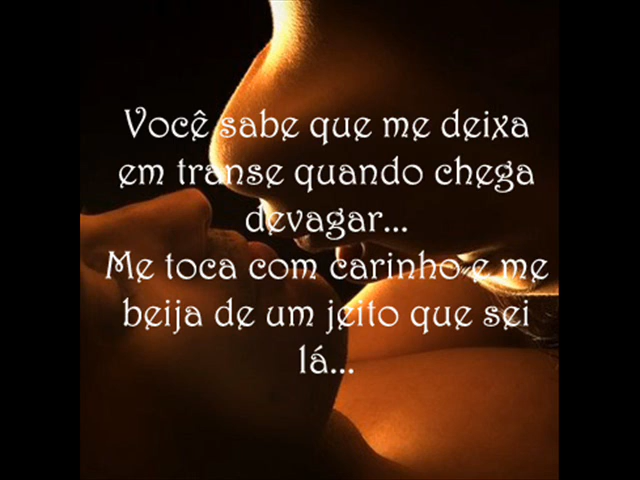 Você sabe que me deixa
em transe quando chega
devagar...
Me toca com carinho e me
beija de um jeito que sei
lá...